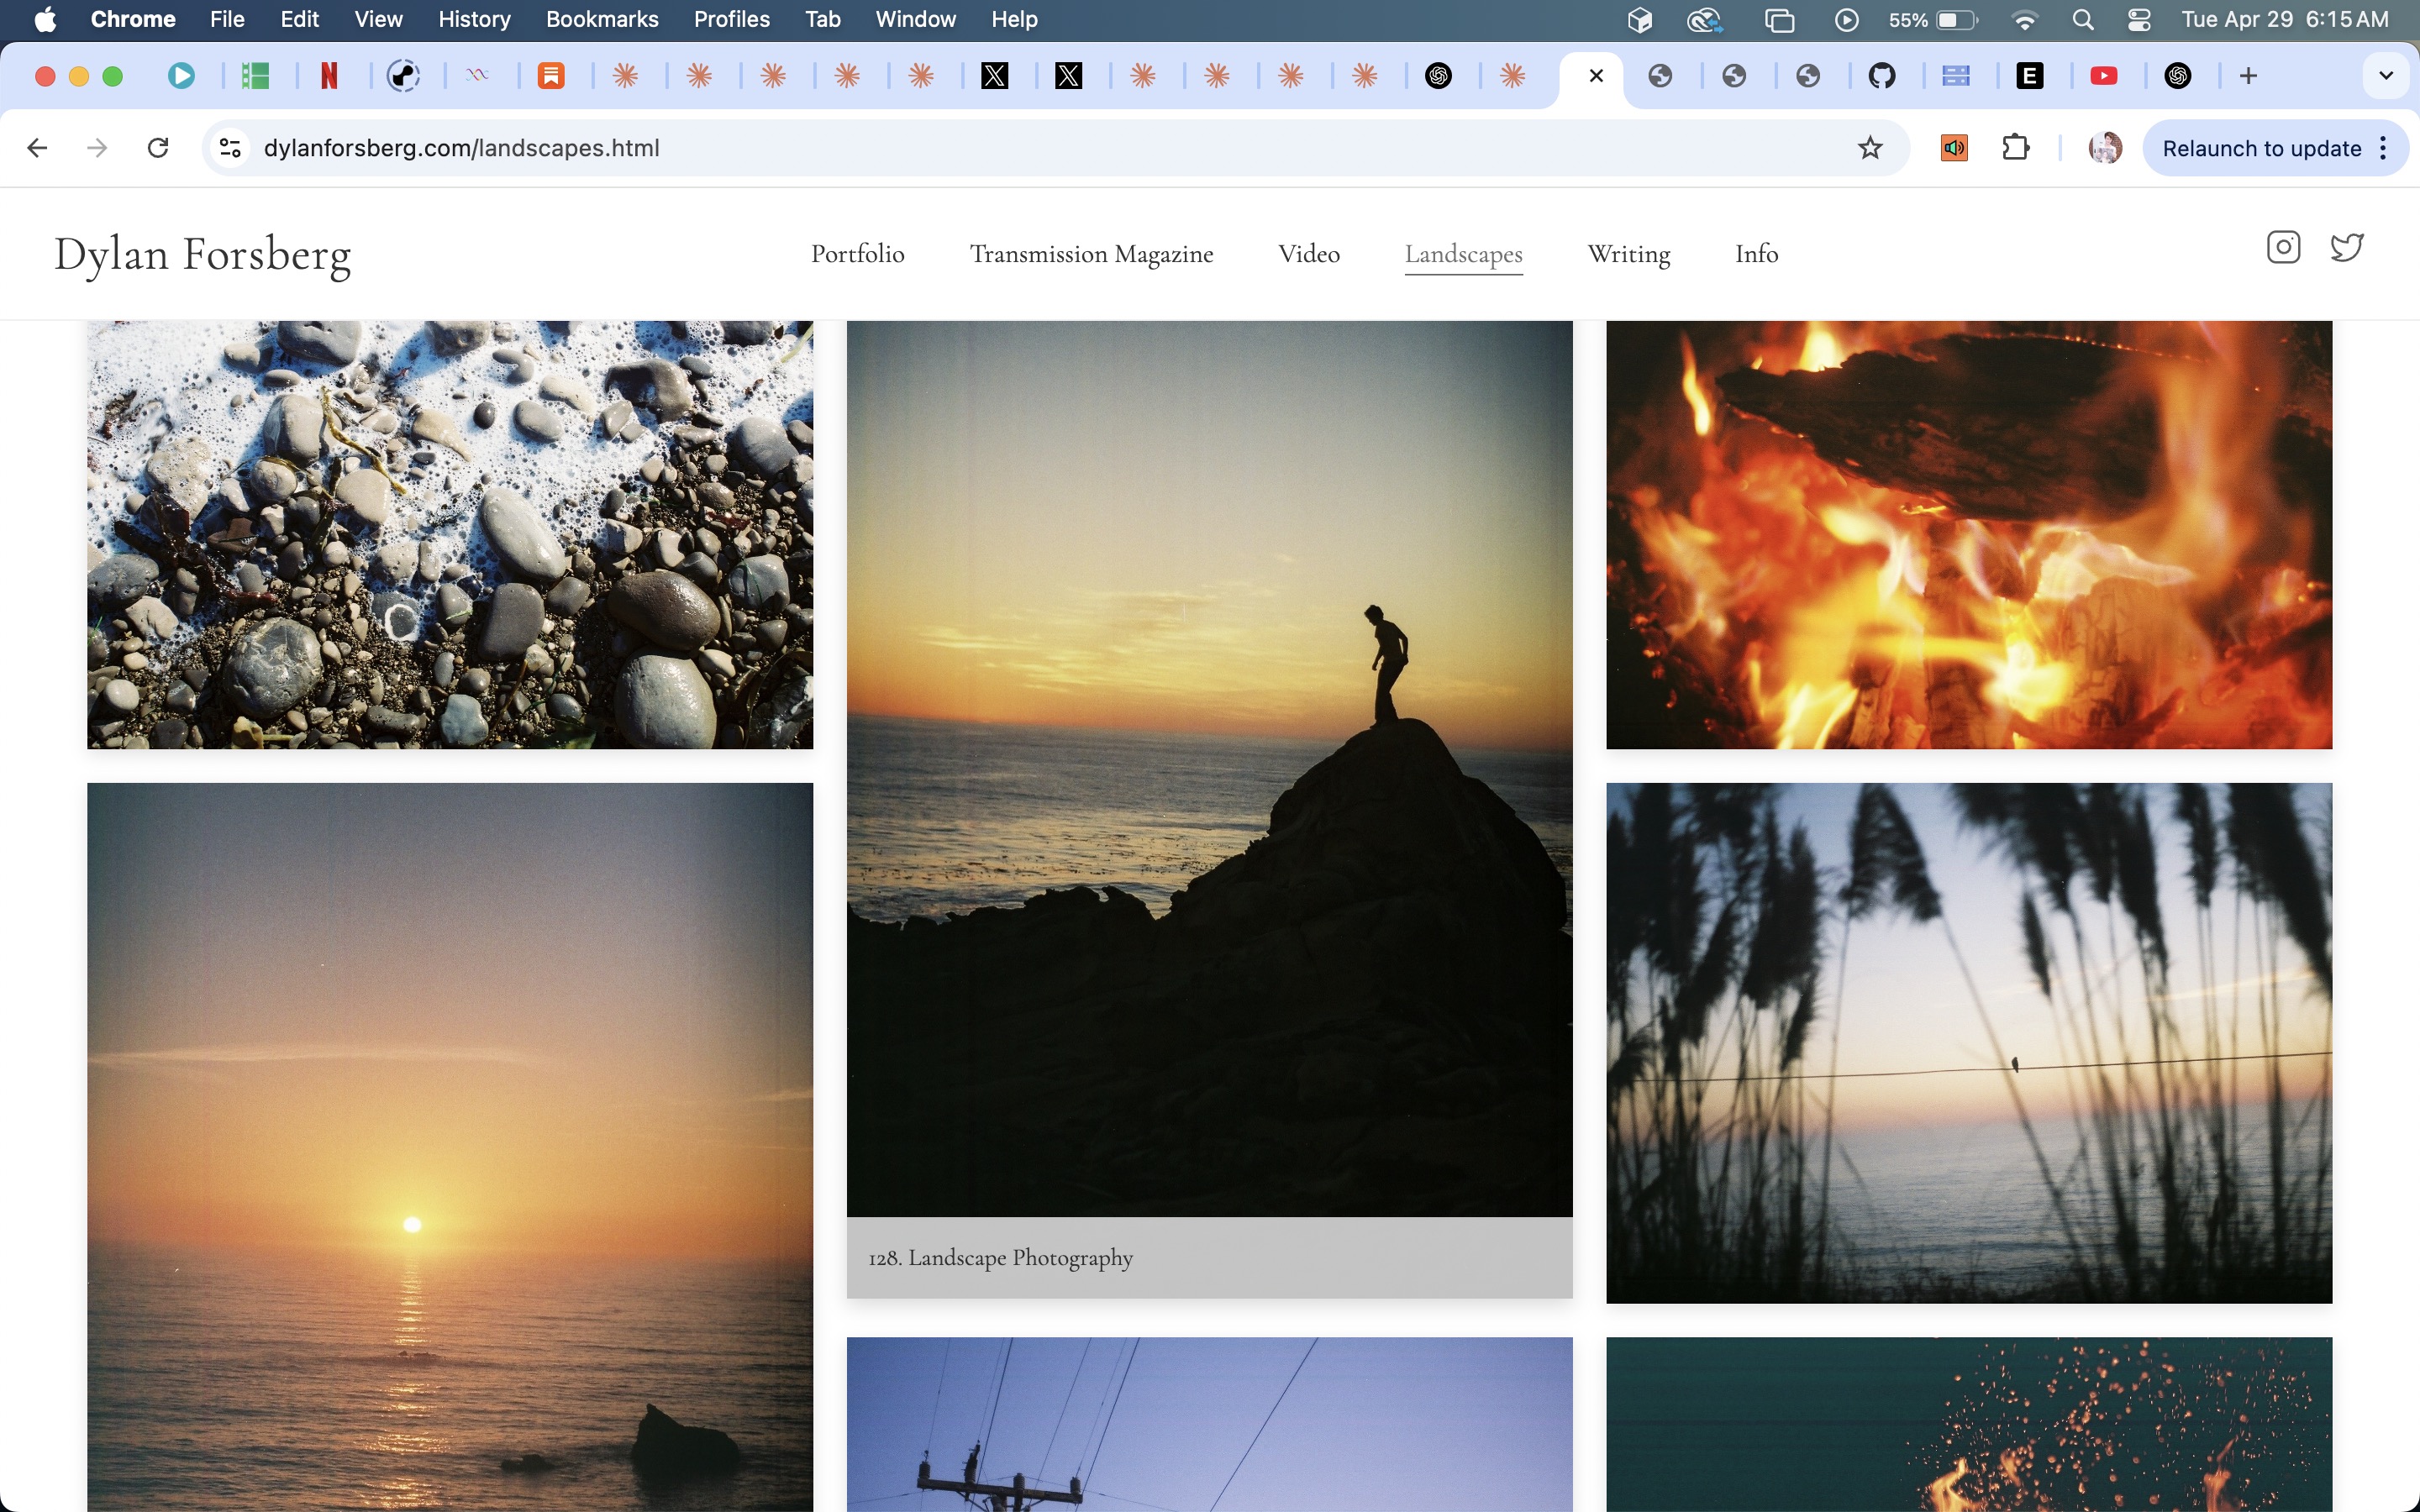 Chrome File Edit View History Bookmarks Profiles Tab Window Help 55% Tue Apr 29 6:15 AM
N E
dylanforsberg.com/landscapes.html Relaunch to update
Dylan Forsberg Portfolio Transmission Magazine Video Landscapes Writing Info
128. Landscape Photography